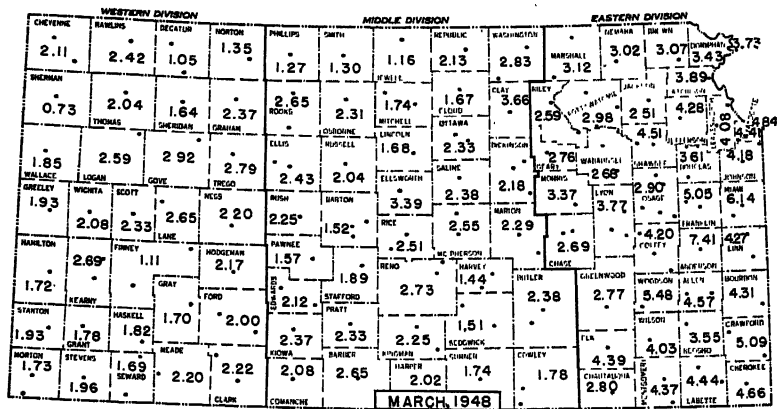 WESTERN DIVISION MIDDLE DIVISION EASTERN DIVISION
CHEYENNE RAWLINS DECATUR NORTON PHILLIPS SMITH REPUBLIC WASHINGTON NEMAHA DONIPHAN
MARSHALL
2.11 2.42 1.05 1.35 1.27 1.30 1.16 2.13 2.83 3.12 3.02 3.07 3.43 3.73
JEWELL
SHERMAN CLAY RILEY POTTAWATOMIE JACKSON ATCHISON
0.73 2.04 1.64 2.37 2.65 2.31 1.74 1.67 3.66 2.59 2.98 2.51 3.89 4.28 4.08 4.84
THOMAS SHERIDAN GRAHAM ROOKS OSBORNE MITCHELL CLOUD
ELLIS RUSSELL LINCOLN OTTAWA DICKINSON JEFFERSON
1.85 2.59 2.92 2.79 2.43 2.04 1.68 2.33 2.76 2.68 4.51 3.61 4.18
WALLACE LOGAN GOVE TREGO ELLSWORTH SALINE GEARY WABAUNSEE SHAWNEE DOUGLAS JOHNSON
GREELEY WICHITA SCOTT NESS RUSH BARTON MORRIS LYON OSAGE MIAMI
1.93 2.08 2.33 2.65 2.20 2.25 1.52 3.39 2.38 2.18 3.37 3.77 2.90 5.05 6.14
LANE RICE MARION FRANKLIN
HAMILTON FINNEY HODGEMAN PAWNEE MC PHERSON CHASE COFFEY ANDERSON LINN
1.72 2.69 1.11 2.17 1.57 1.89 2.51 2.55 2.29 2.69 4.20 7.41 4.27
KEARNY GRAY FORD EDWARDS STAFFORD RENO HARVEY BUTLER GREENWOOD WOODSON ALLEN BOURBON
1.70 2.00 2.12 2.73 1.44 2.38 2.77 5.48 4.57 4.31
STANTON HASKELL PRATT WILSON CRAWFORD
1.93 1.78 1.82 2.37 2.33 2.25 1.51 4.39 4.03 3.55 5.09
GRANT KIOWA BARBER KINGMAN SEDGWICK ELK NEOSHO
MORTON STEVENS MEADE HARPER SUMNER COWLEY CHAUTAUQUA MONTGOMERY CHEROKEE
1.73 1.96 1.69 2.20 2.22 2.08 2.65 2.02 1.74 1.78 2.80 4.37 4.44 4.66
SEWARD CLARK COMANCHE LABETTE
MARCH, 1948